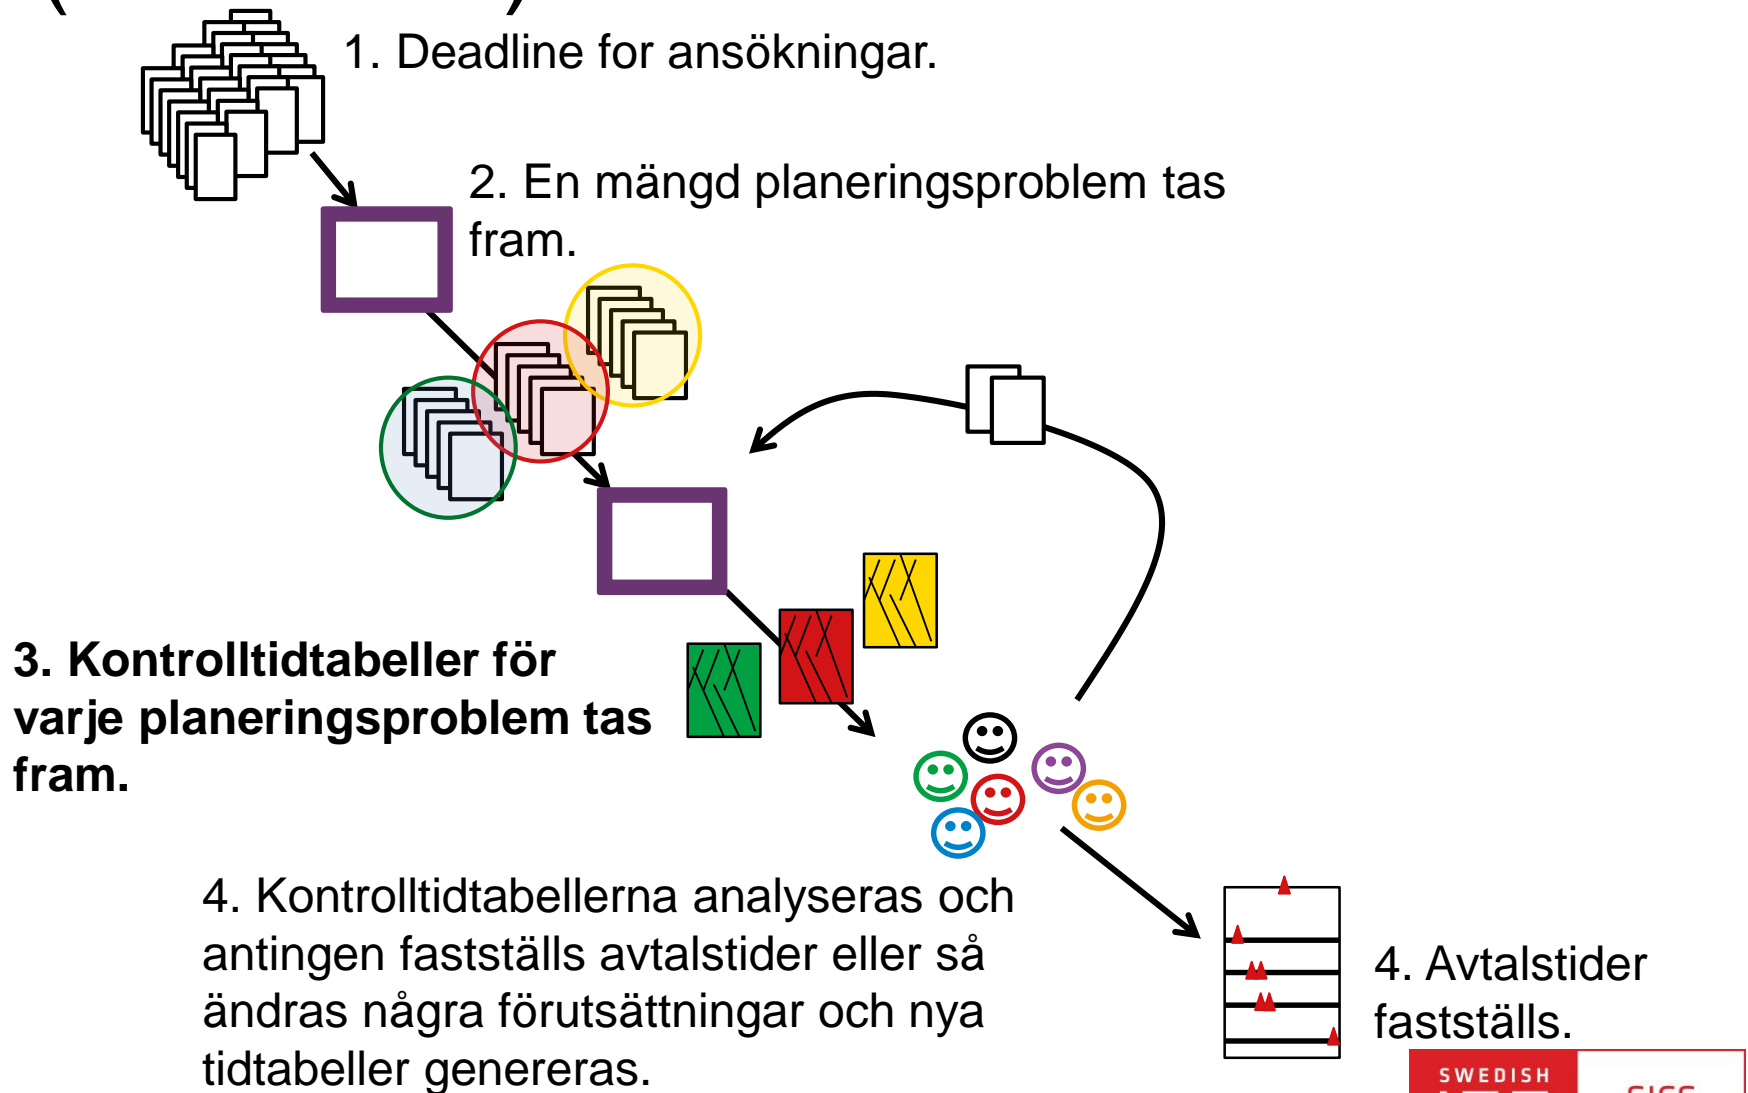 1. Deadline for ansökningar.
2. En mängd planeringsproblem tas
fram.
3. Kontrolltidtabeller för
varje planeringsproblem tas
fram.
4. Kontrolltidtabellerna analyseras och
antingen fastställs avtalstider eller så
ändras några förutsättningar och nya
tidtabeller genereras.
4. Avtalstider
fastställs.
SWEDISH